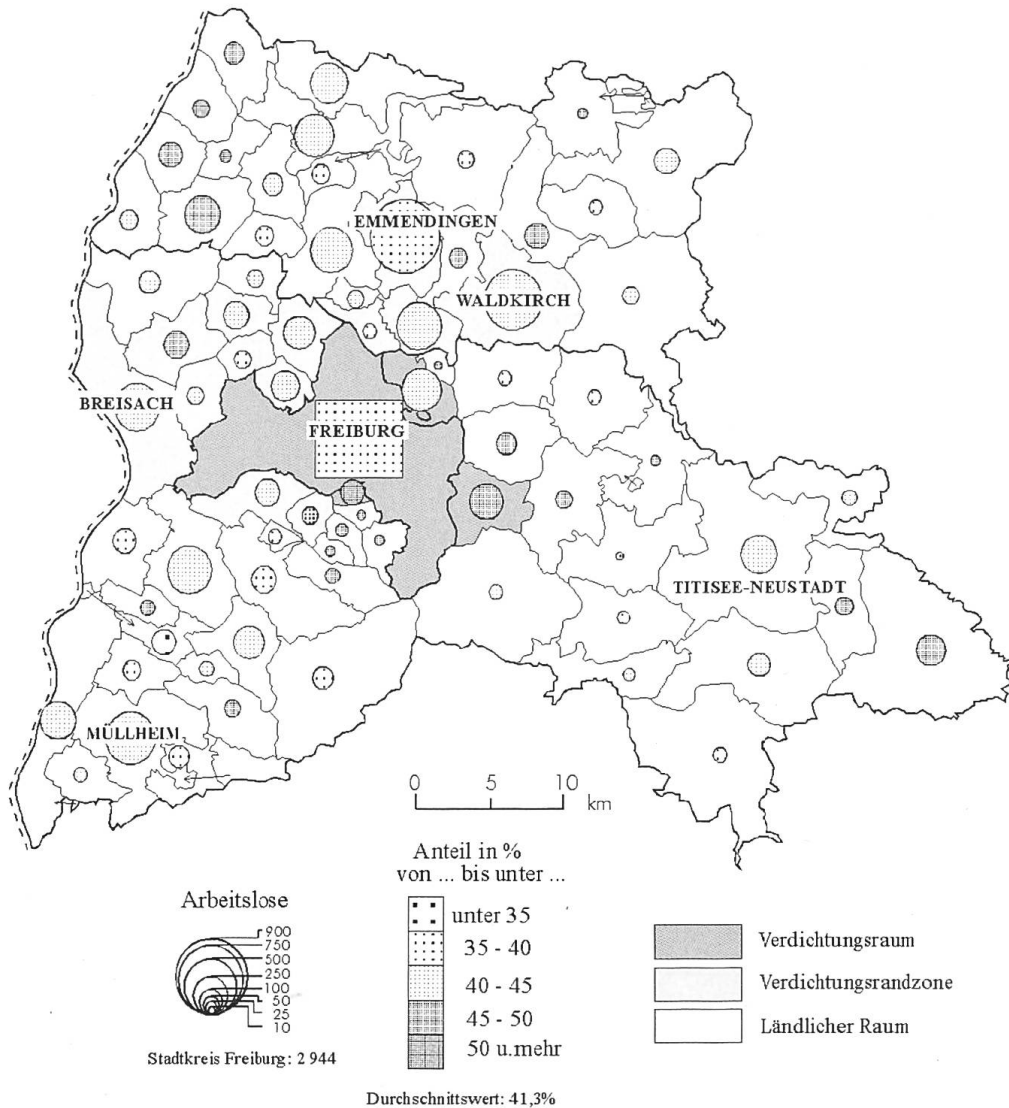 EMMENDINGEN
WALDKIRCH
BREISACH
FREIBURG
TITISEE-NEUSTADT
MÜLLHEIM
0 5 10
km
Anteil in %
von ... bis unter ...
Arbeitslose
900
750
500
250
100
50
25
10
Stadtkreis Freiburg: 2 944
unter 35
35 - 40
40 - 45
45 - 50
50 u.mehr
Verdichtungsraum
Verdichtungsrandzone
Ländlicher Raum
Durchschnittswert: 41,3%